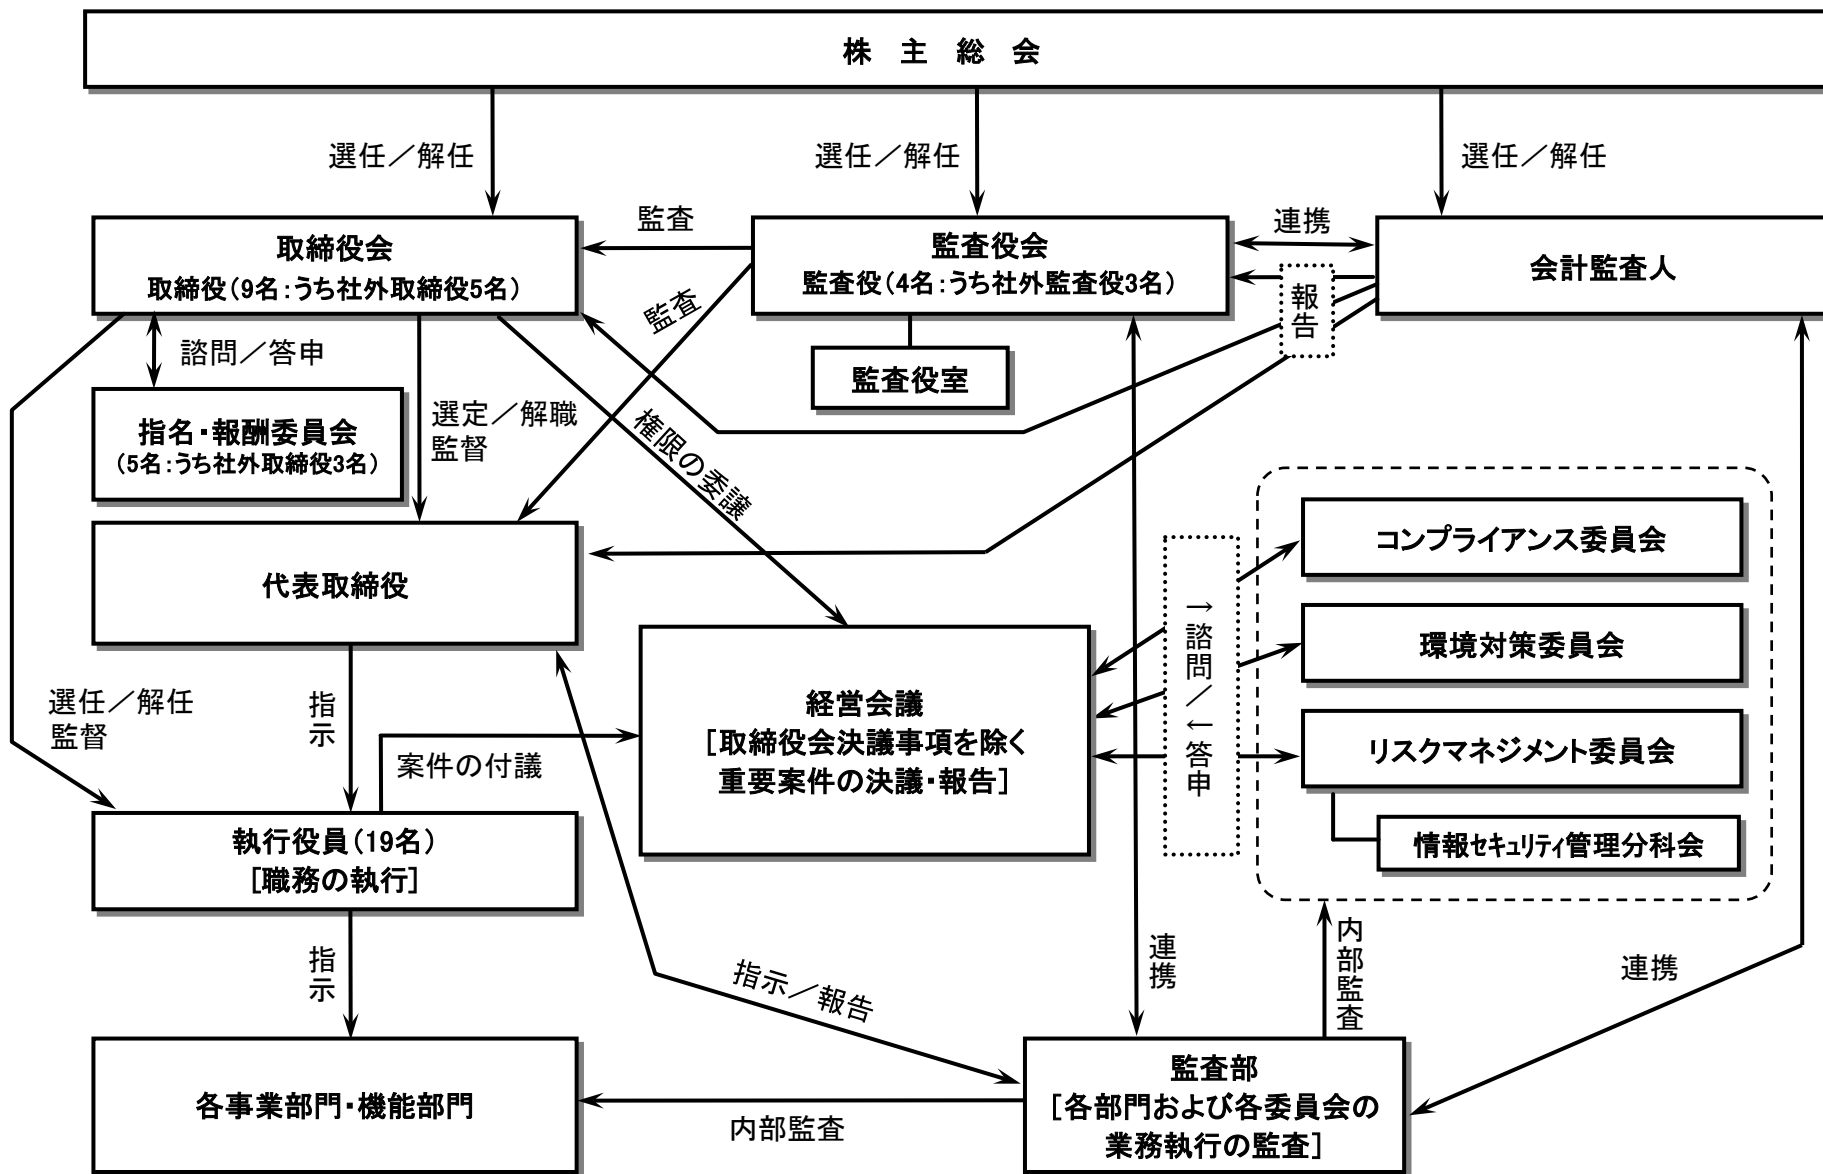 株　主　総　会
選任／解任
選任／解任
選任／解任
取締役会
取締役(9名：うち社外取締役5名)
監査
監査役会
監査役(4名：うち社外監査役3名)
連携
会計監査人
報告
監査
監査役室
諮問／答申
指名・報酬委員会
(5名：うち社外取締役3名)
選定／解職
監督
権限の委譲
代表取締役
コンプライアンス委員会
環境対策委員会
リスクマネジメント委員会
情報セキュリティ管理分科会
→諮問／←答申
経営会議
[取締役会決議事項を除く
重要案件の決議・報告]
選任／解任
監督
指示
案件の付議
執行役員(19名)
[職務の執行]
指示
指示／報告
連携
内部監査
連携
各事業部門・機能部門
内部監査
監査部
[各部門および各委員会の
業務執行の監査]